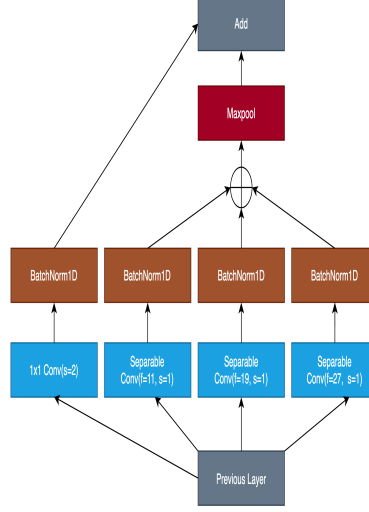 Add
Maxpool
BatchNorm1D
BatchNorm1D
BatchNorm1D
BatchNorm1D
1x1 Conv(s=2)
Separable
Conv(f=11, s=1)
Separable
Conv(f=19, s=1)
Separable
Conv(f=27, s=1)
Previous Layer